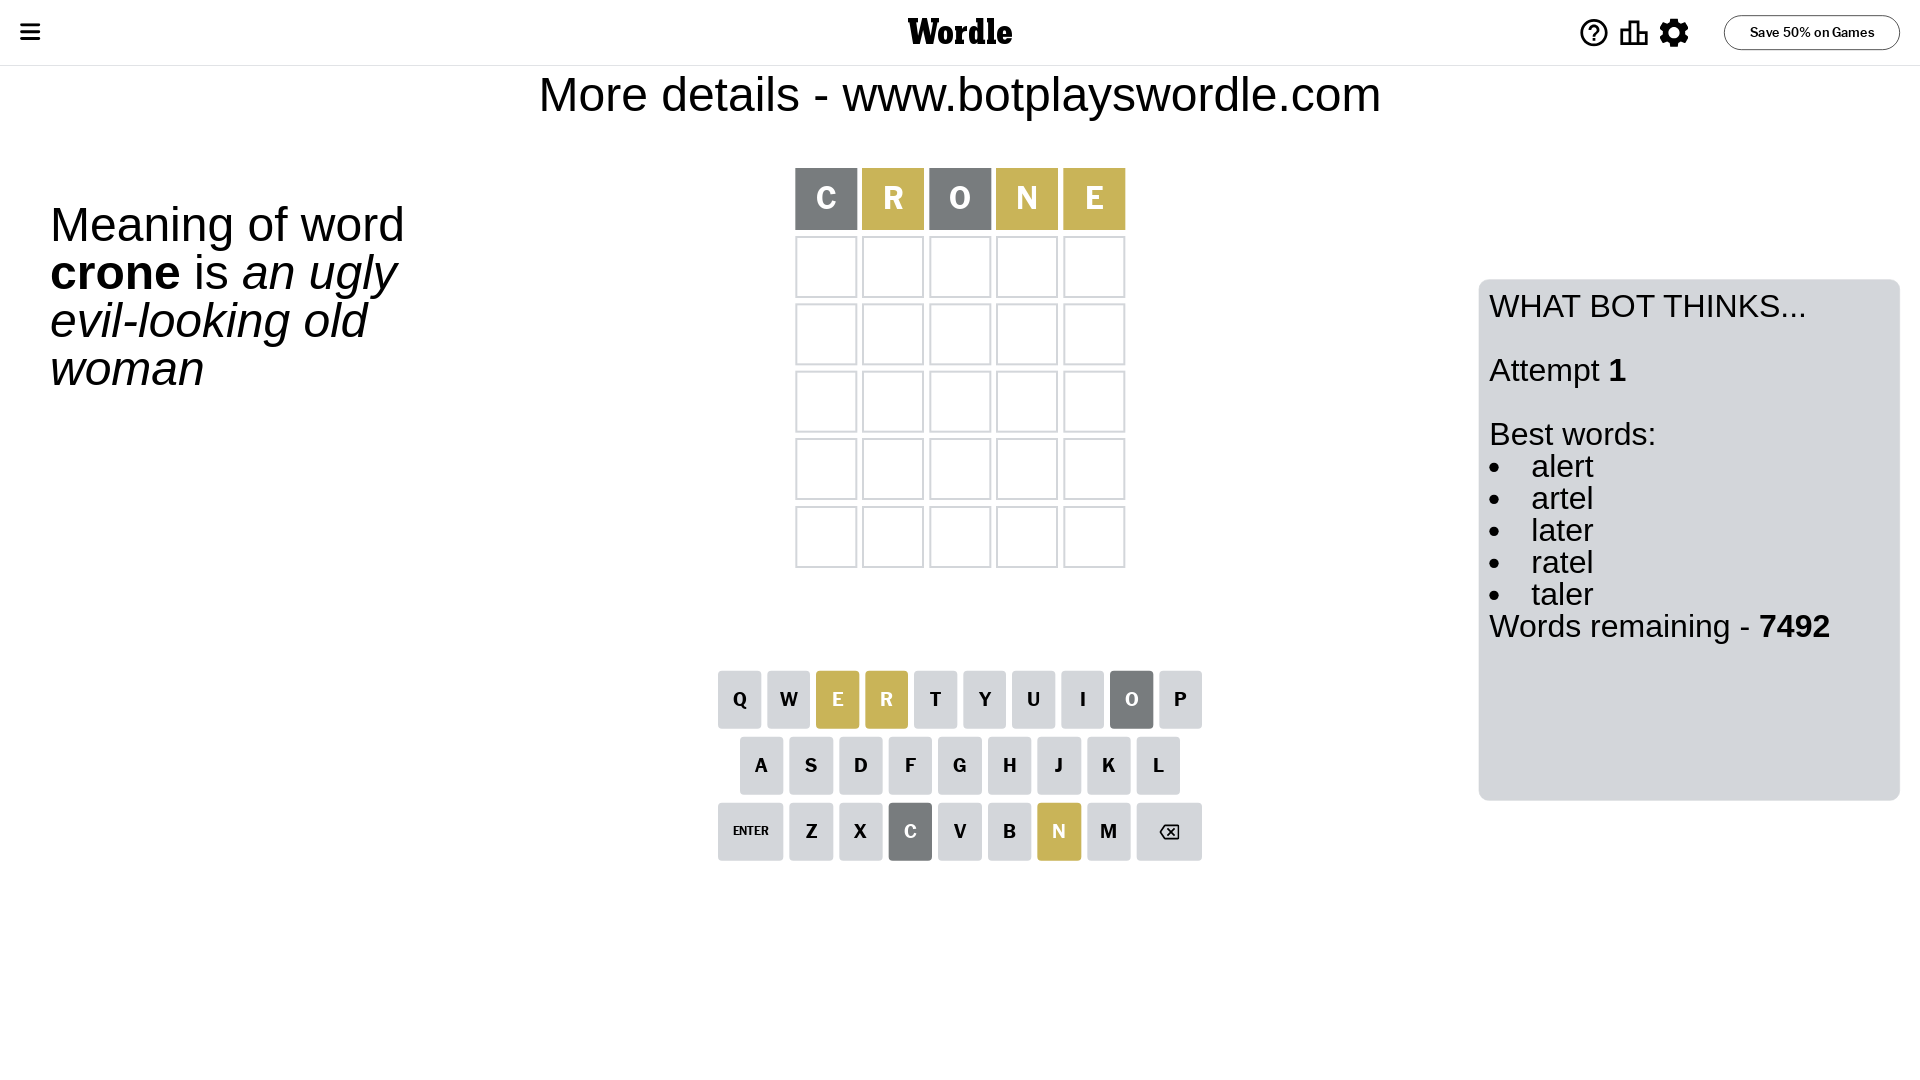 Wordle
Save 50% on Games
More details - www.botplayswordle.com
Meaning of word
crone is an ugly
evil-looking old
woman
C R O N E
WHAT BOT THINKS...
Attempt 1
Best words:
• alert
• artel
• later
• ratel
• taler
Words remaining - 7492
Q W E R T Y U I O P
A S D F G H J K L
ENTER Z X C V B N M